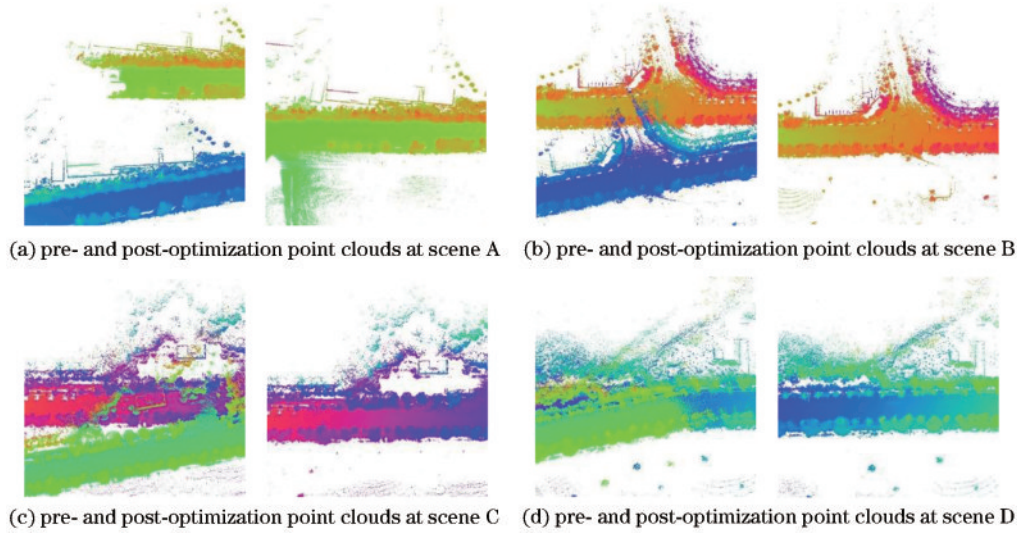 (a) pre- and post-optimization point clouds at scene A
(b) pre- and post-optimization point clouds at scene B
(c) pre- and post-optimization point clouds at scene C
(d) pre- and post-optimization point clouds at scene D